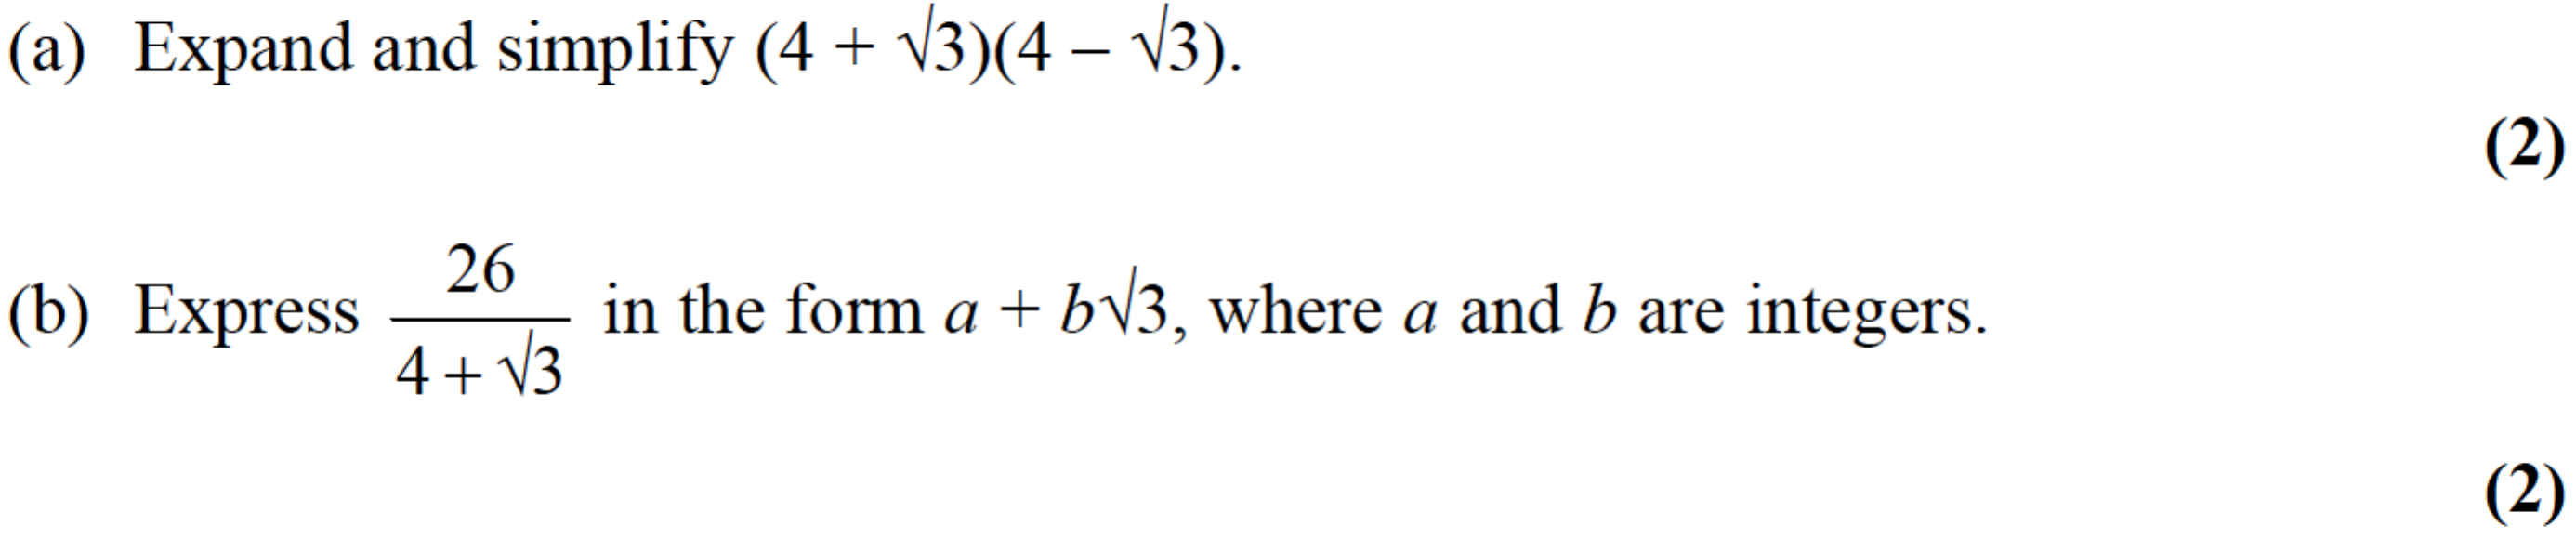 (a) Expand and simplify (4 + √3)(4 – √3).
(2)
(b) Express 26/(4 + √3) in the form a + b√3, where a and b are integers.
(2)